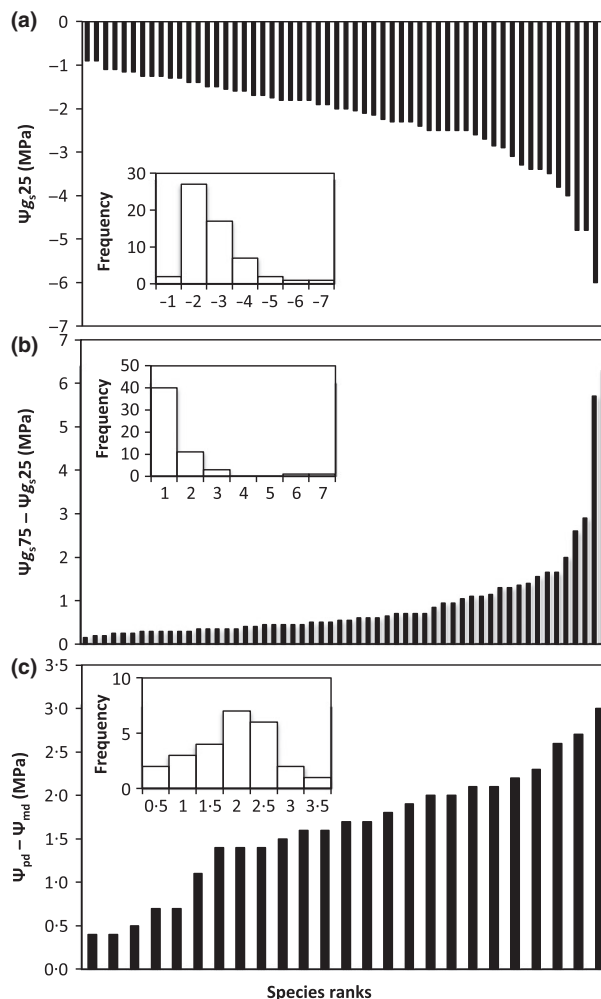 (a)
0
–1
–2
–3
–4
–5
–6
–7
Ψgₛ25 (MPa)
Frequency
30
20
10
0
–1 –2 –3 –4 –5 –6 –7
(b)
7
6
5
4
3
2
1
0
Ψgₛ75 – Ψgₛ25 (MPa)
Frequency
50
40
30
20
10
0
1 2 3 4 5 6 7
(c)
3·5
3·0
2·5
2·0
1·5
1·0
0·5
0·0
Ψpd – Ψmd (MPa)
Frequency
10
5
0
0·5 1 1·5 2 2·5 3 3·5
Species ranks